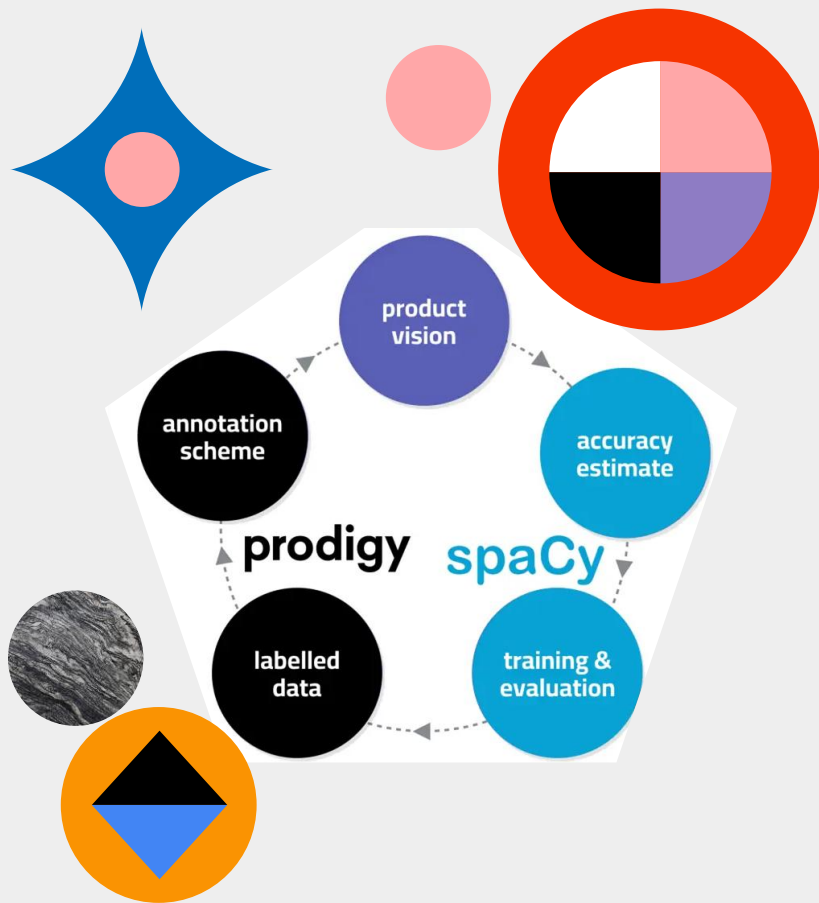 product
vision
annotation
scheme
accuracy
estimate
prodigy
spaCy
labelled
data
training &
evaluation